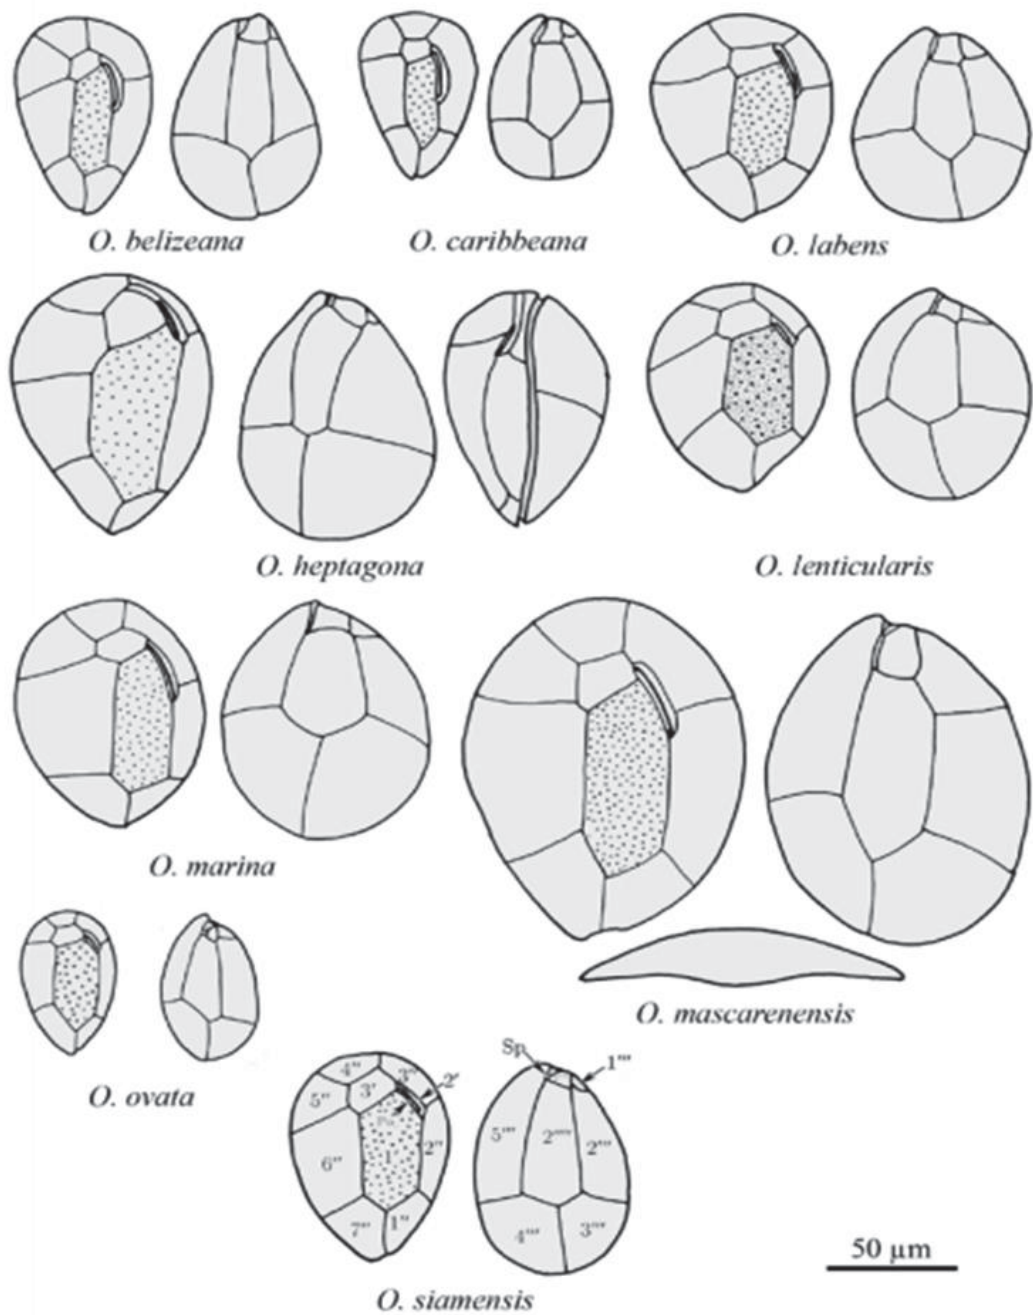 O. belizeana
O. caribbeana
O. labens
O. heptagona
O. lenticularis
O. marina
O. mascarenensis
O. ovata
4" 3" 2'
5" 3'
Po
6" 1' 2"
7" 1"
Sp 1'''
5''' 2'''' 2'''
4''' 3'''
O. siamensis
50 µm